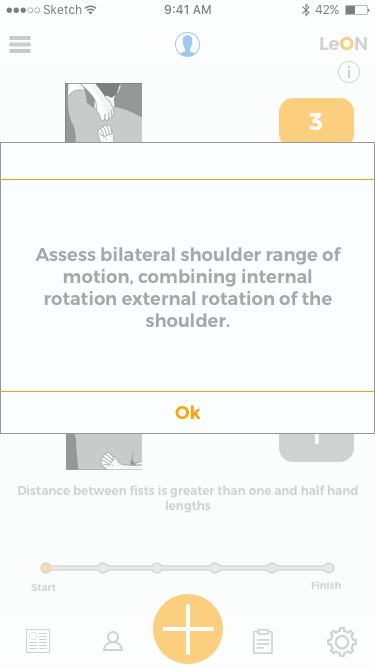 Sketch 9:41 AM 42%
LeON
i
3
Assess bilateral shoulder range of
motion, combining internal
rotation external rotation of the
shoulder.
Ok
Distance between fists is greater than one and half hand
lengths
Start Finish